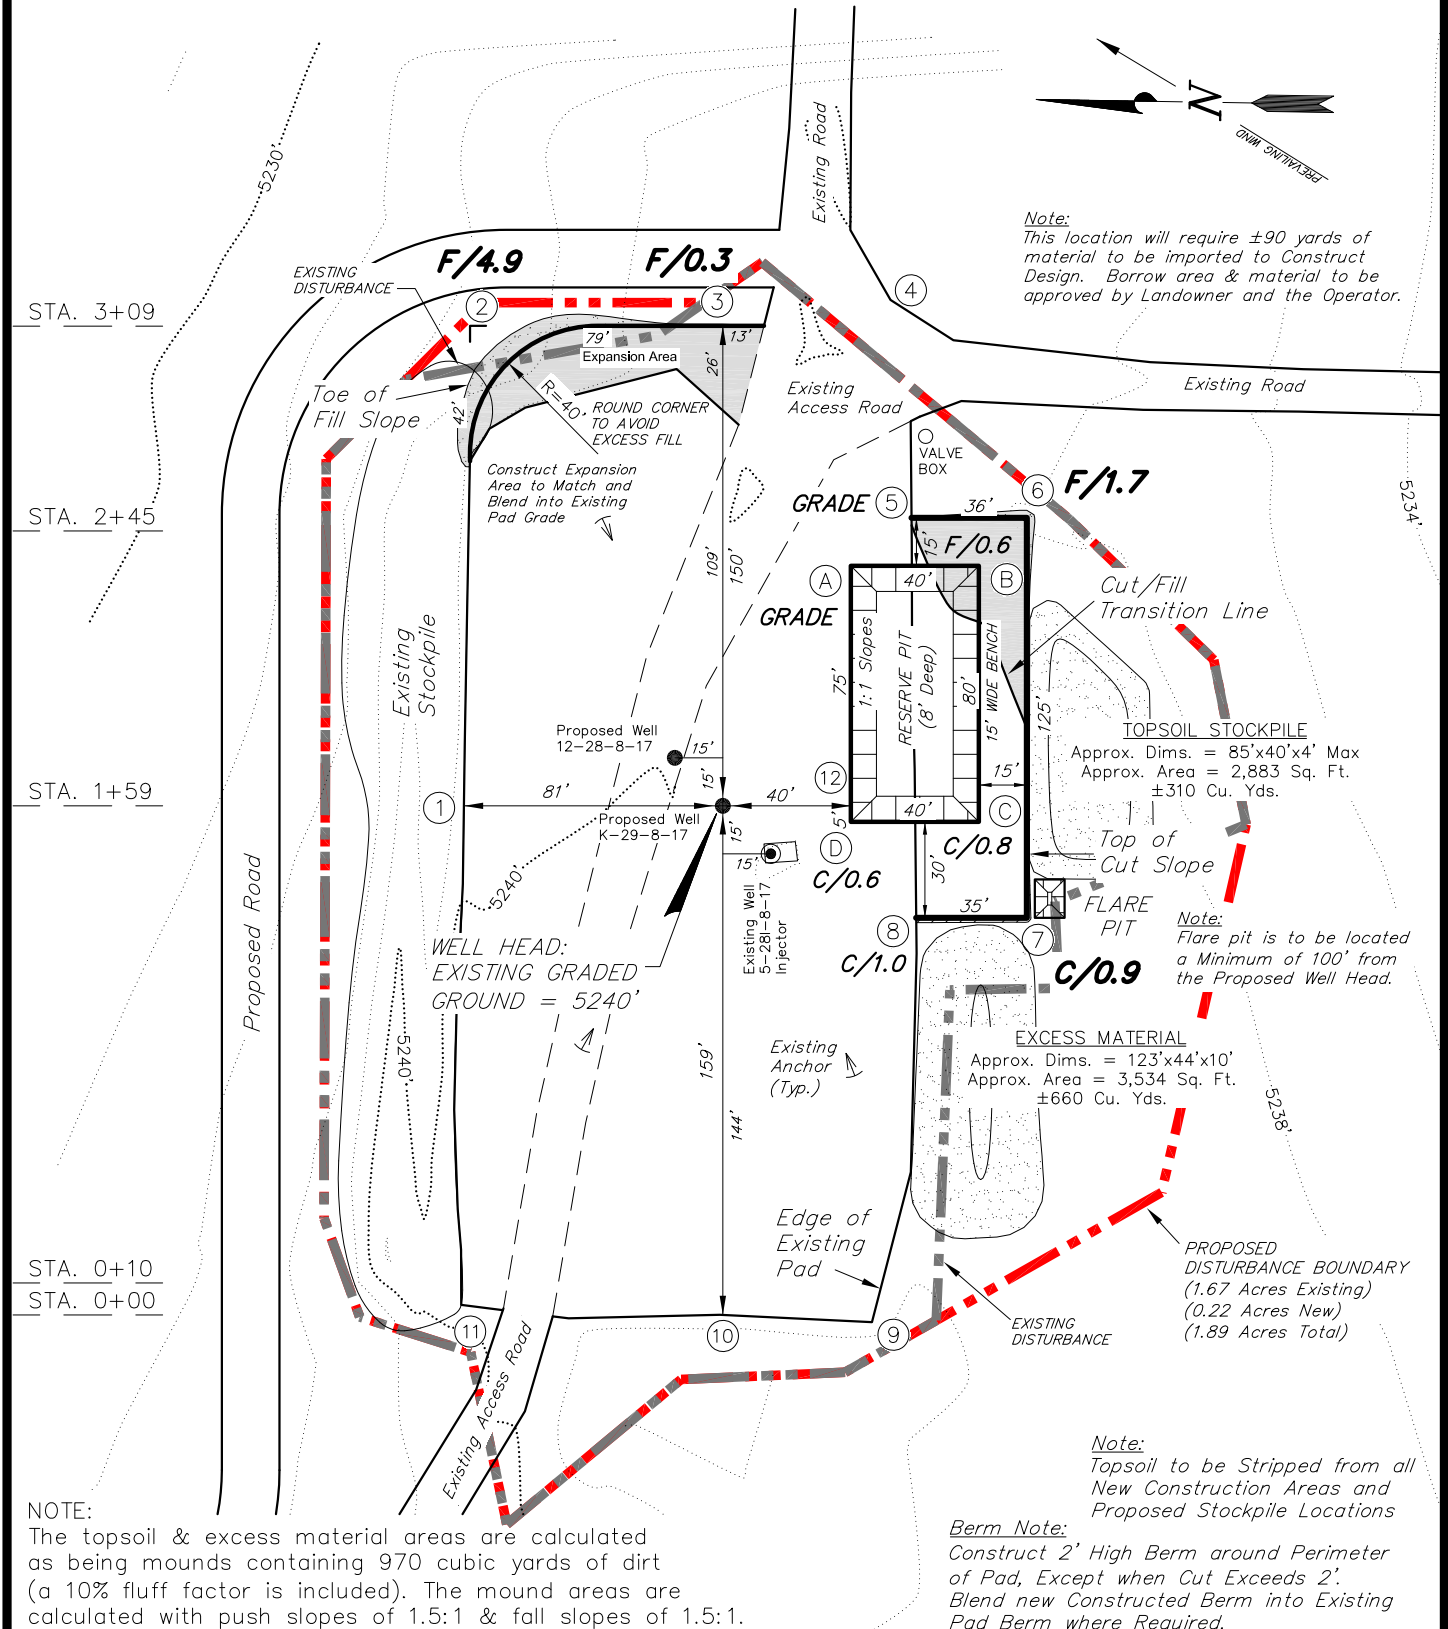 N
PREVAILING WIND
Note:
This location will require ±90 yards of
material to be imported to Construct
Design.  Borrow area & material to be
approved by Landowner and the Operator.
5230'
Existing Road
F/4.9
F/0.3
EXISTING
DISTURBANCE
2
3
4
STA. 3+09
79'
13'
Expansion Area
26'
Toe of
Fill Slope
42'
R=40'
ROUND CORNER
TO AVOID
EXCESS FILL
Existing
Access Road
Existing Road
VALVE
BOX
Construct Expansion
Area to Match and
Blend into Existing
Pad Grade
GRADE
5
36'
6
F/1.7
5234'
STA. 2+45
15'
F/0.6
109'
150'
A
40'
B
GRADE
Cut/Fill
Transition Line
Existing
Stockpile
75'
1:1 Slopes
RESERVE PIT
(8' Deep)
80'
15' WIDE BENCH
125'
Proposed Well
12-28-8-17
15'
15'
TOPSOIL STOCKPILE
Approx. Dims. = 85'x40'x4' Max
Approx. Area = 2,883 Sq. Ft.
±310 Cu. Yds.
STA. 1+59
1
81'
40'
12
15'
Proposed Well
K-29-8-17
15'
5'
40'
C
15'
D
C/0.6
C/0.8
30'
Top of
Cut Slope
Existing Well
5-28I-8-17
Injector
5240'
35'
FLARE
PIT
8
7
C/1.0
C/0.9
Note:
Flare pit is to be located
a Minimum of 100' from
the Proposed Well Head.
WELL HEAD:
EXISTING GRADED
GROUND = 5240'
Proposed Road
5240'
159'
144'
Existing
Anchor
(Typ.)
EXCESS MATERIAL
Approx. Dims. = 123'x44'x10'
Approx. Area = 3,534 Sq. Ft.
±660 Cu. Yds.
5238'
Edge of
Existing
Pad
PROPOSED
DISTURBANCE BOUNDARY
(1.67 Acres Existing)
(0.22 Acres New)
(1.89 Acres Total)
STA. 0+10
STA. 0+00
11
10
9
EXISTING
DISTURBANCE
Existing Access Road
Note:
Topsoil to be Stripped from all
New Construction Areas and
Proposed Stockpile Locations
NOTE:
The topsoil & excess material areas are calculated
as being mounds containing 970 cubic yards of dirt
(a 10% fluff factor is included). The mound areas are
calculated with push slopes of 1.5:1 & fall slopes of 1.5:1.
Berm Note:
Construct 2' High Berm around Perimeter
of Pad, Except when Cut Exceeds 2'.
Blend new Constructed Berm into Existing
Pad Berm where Required.